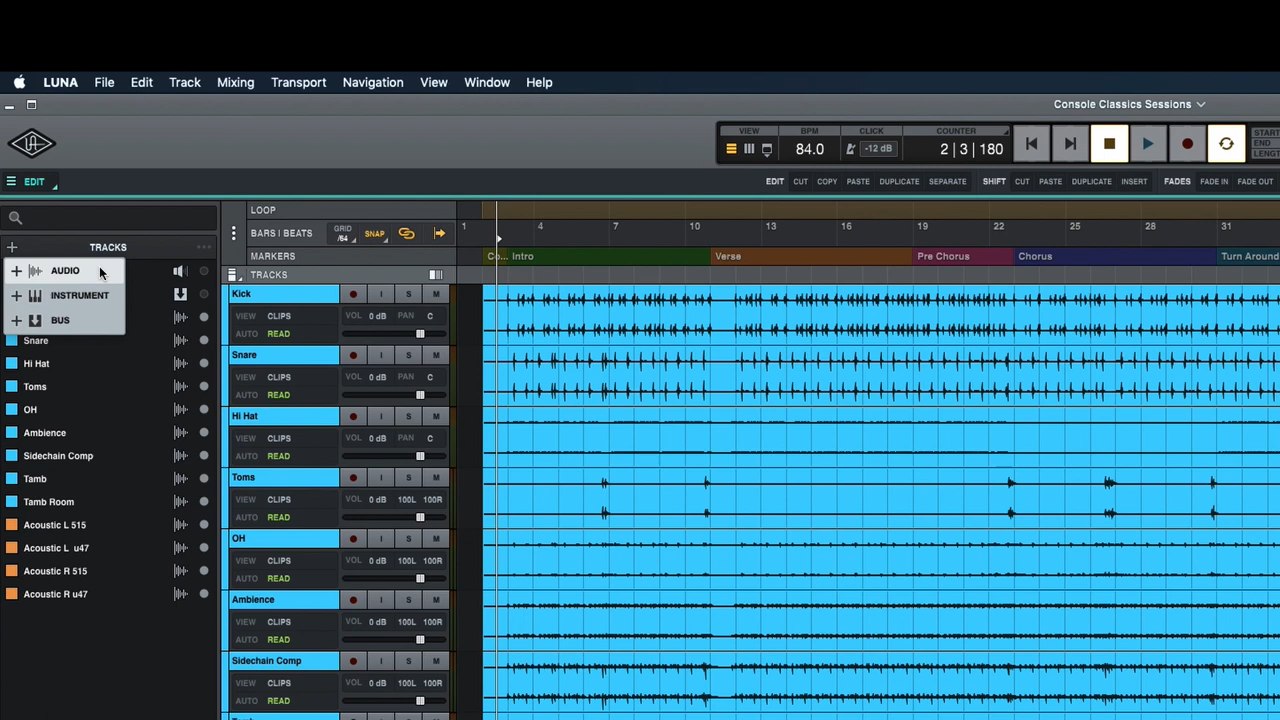 LUNA File Edit Track Mixing Transport Navigation View Window Help
Console Classics Sessions
VIEW BPM CLICK COUNTER START
84.0 -12 dB 2 | 3 | 180 END
LENG
EDIT EDIT CUT COPY PASTE DUPLICATE SEPARATE SHIFT CUT PASTE DUPLICATE INSERT FADES FADE IN FADE OUT
LOOP
BARS | BEATS GRID /64 SNAP 1 4 7 10 13 16 19 22 25 28 31
TRACKS
MARKERS Co... Intro Verse Pre Chorus Chorus Turn Around
TRACKS
AUDIO
INSTRUMENT
BUS
Snare
Hi Hat
Toms
OH
Ambience
Sidechain Comp
Tamb
Tamb Room
Acoustic L 515
Acoustic L u47
Acoustic R 515
Acoustic R u47
Kick I S M
VIEW CLIPS VOL 0 dB PAN C
AUTO READ
Snare I S M
VIEW CLIPS VOL 0 dB PAN C
AUTO READ
Hi Hat I S M
VIEW CLIPS VOL 0 dB PAN C
AUTO READ
Toms I S M
VIEW CLIPS VOL 0 dB 100L 100R
AUTO READ
OH I S M
VIEW CLIPS VOL 0 dB 100L 100R
AUTO READ
Ambience I S M
VIEW CLIPS VOL 0 dB 100L 100R
AUTO READ
Sidechain Comp I S M
VIEW CLIPS VOL 0 dB 100L 100R
AUTO READ